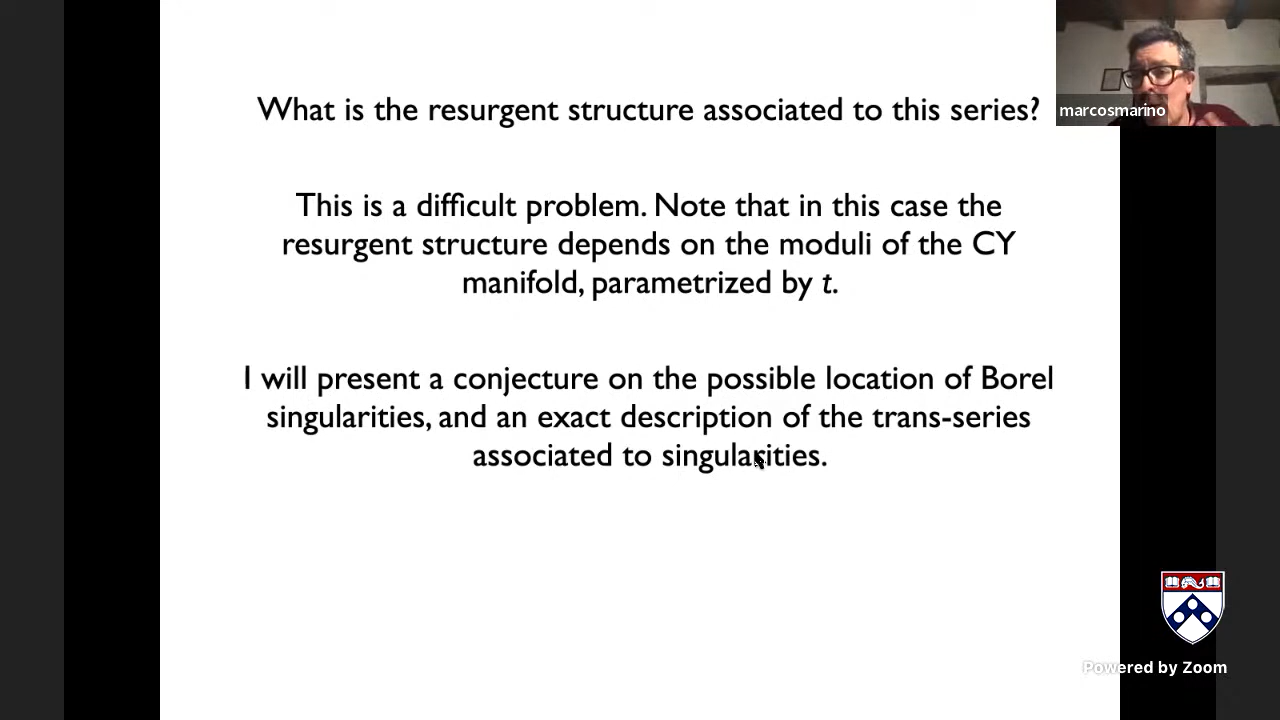 What is the resurgent structure associated to this series?
marcosmarino
This is a difficult problem. Note that in this case the
resurgent structure depends on the moduli of the CY
manifold, parametrized by t.
I will present a conjecture on the possible location of Borel
singularities, and an exact description of the trans-series
associated to singularities.
Powered by Zoom